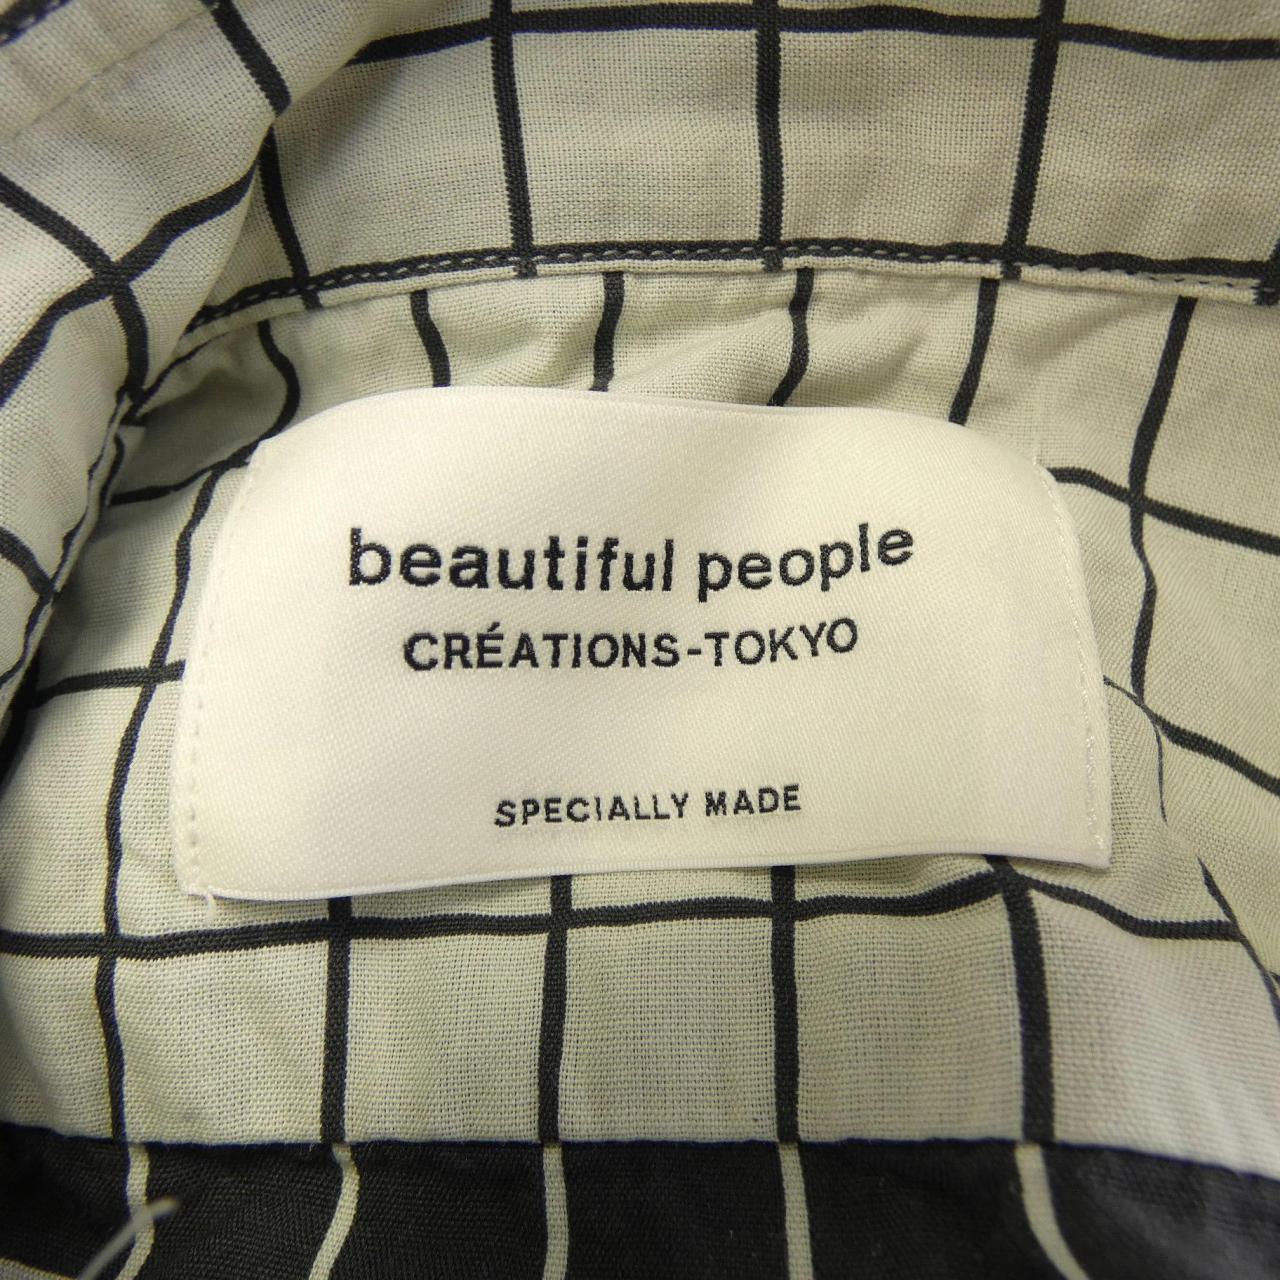 beautiful people
CRÉATIONS-TOKYO
SPECIALLY MADE